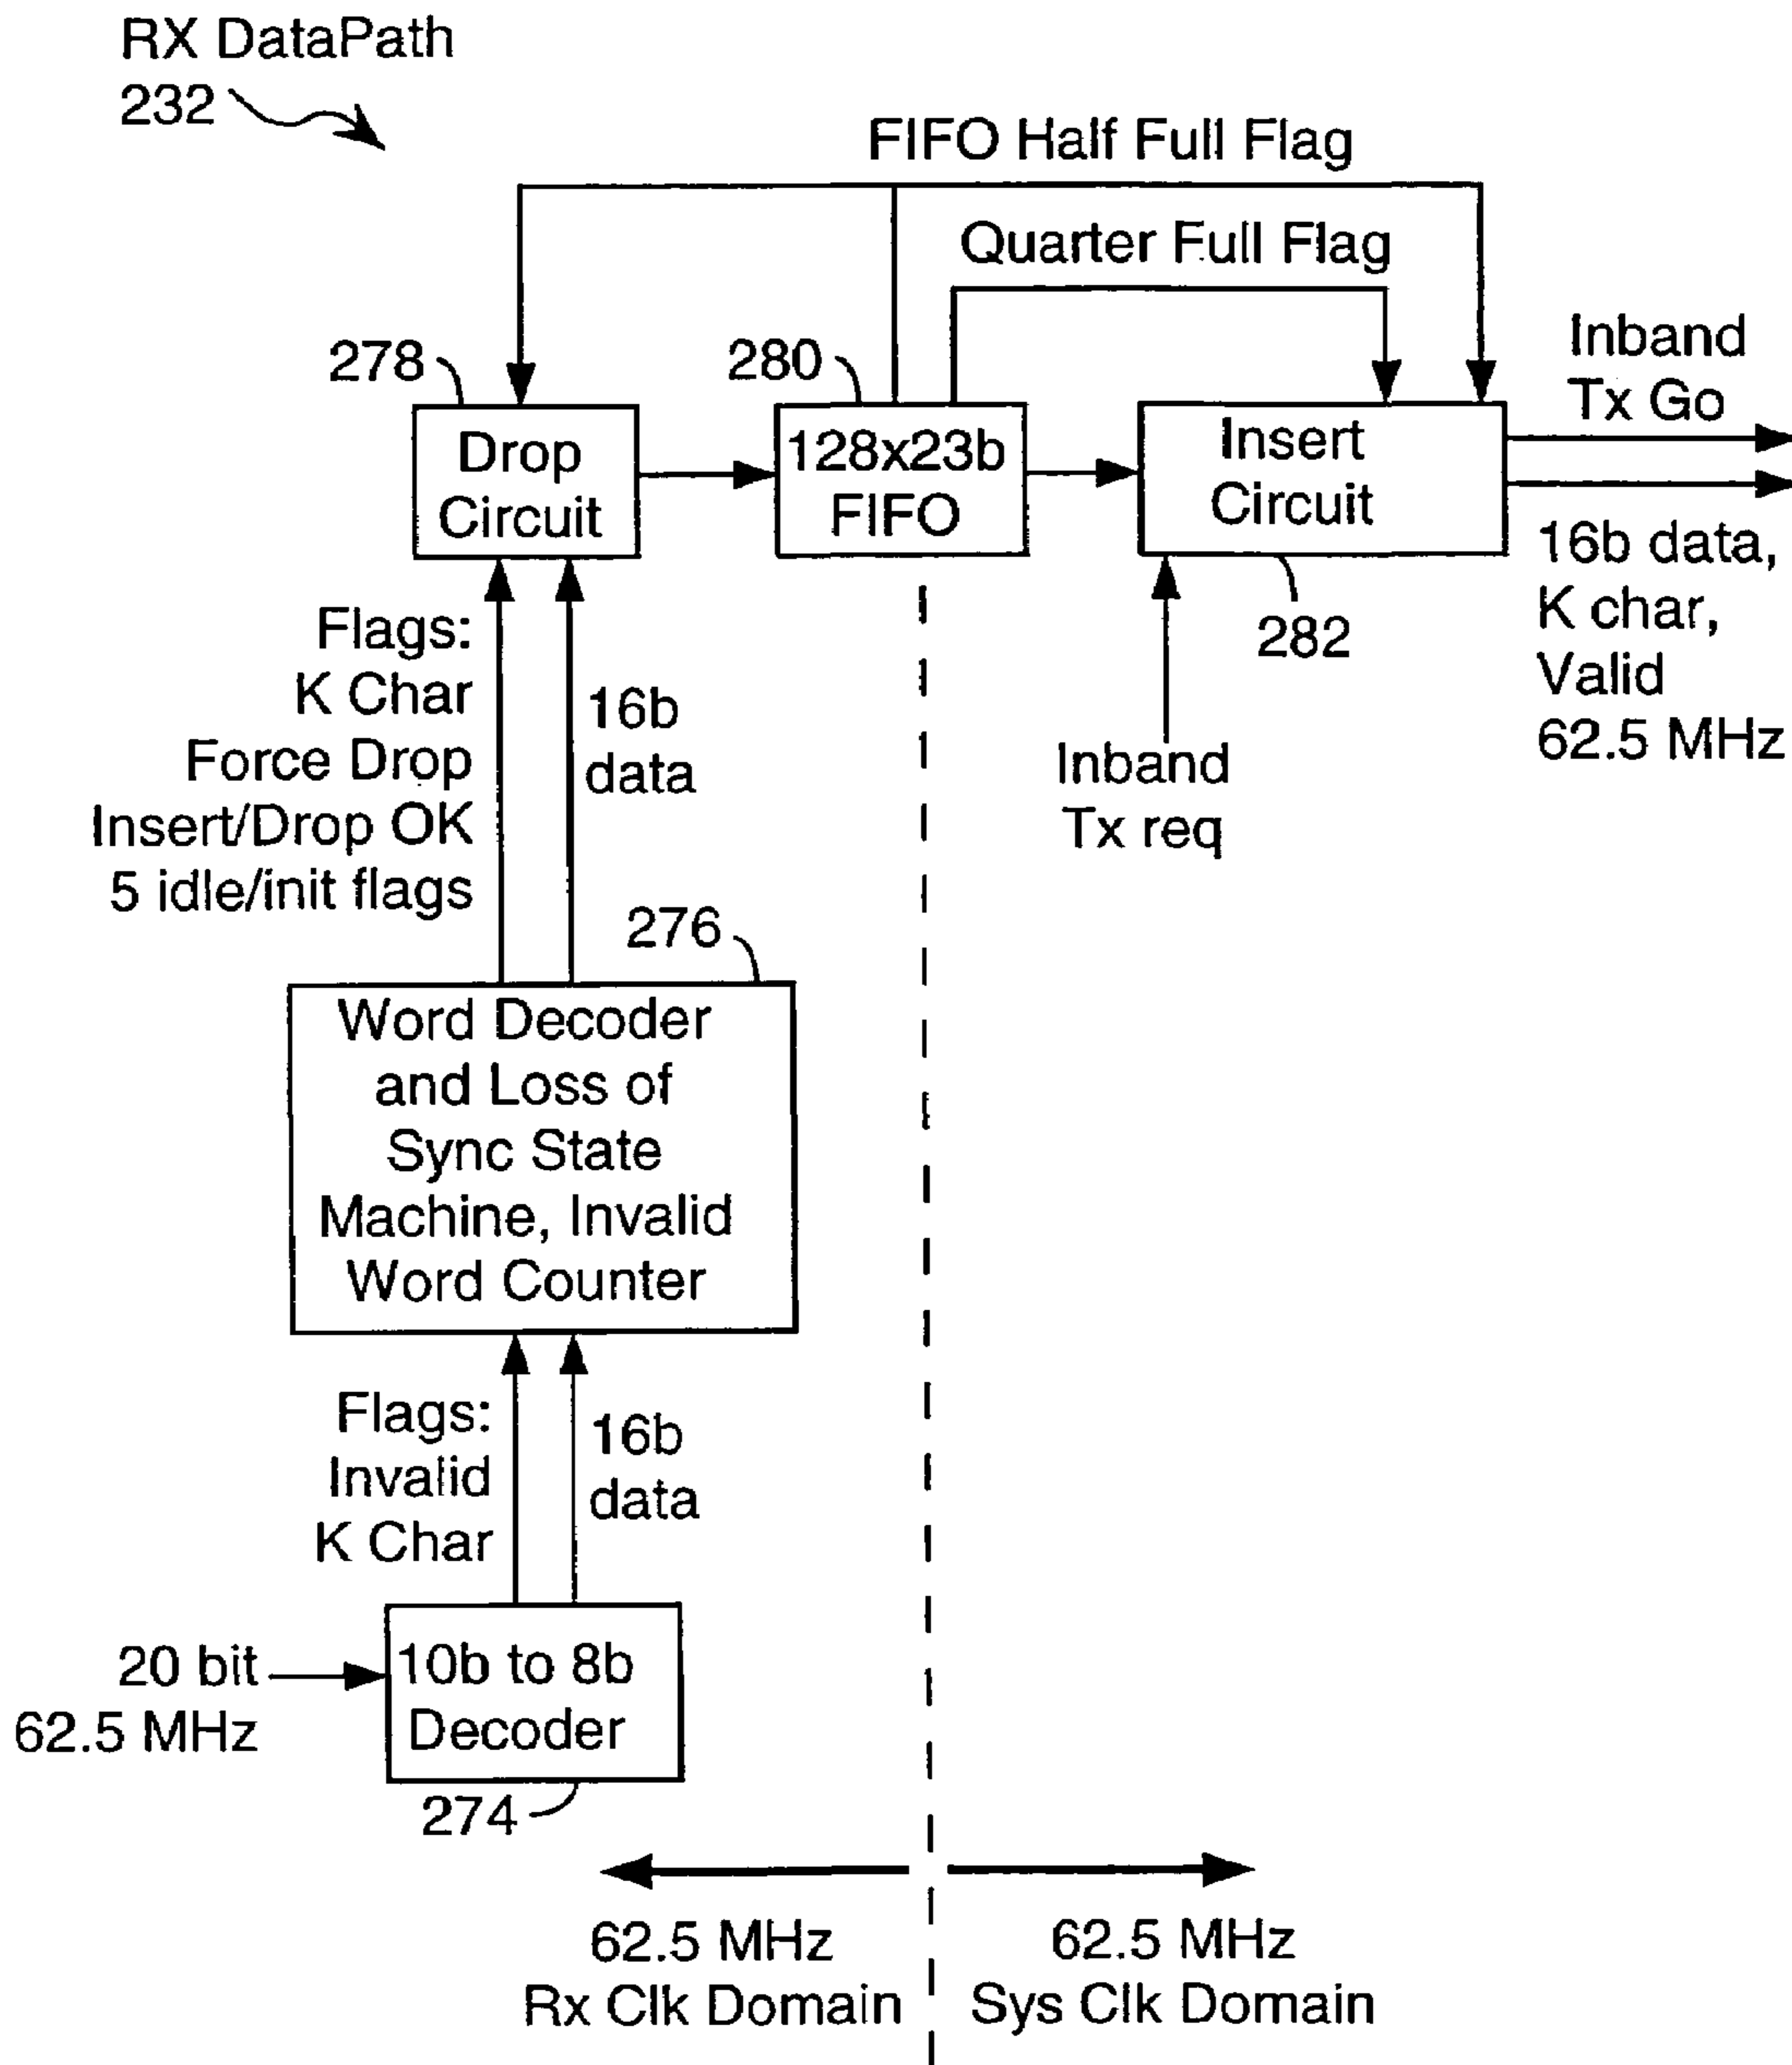 RX DataPath
232
FIFO Half Full Flag
Quarter Full Flag
278
280
Inband
Tx Go
Drop
Circuit
128x23b
FIFO
Insert
Circuit
16b data,
K char,
Valid
62.5 MHz
282
Flags:
K Char
Force Drop
Insert/Drop OK
5 idle/init flags
16b
data
Inband
Tx req
276
Word Decoder
and Loss of
Sync State
Machine, Invalid
Word Counter
Flags:
Invalid
K Char
16b
data
20 bit
62.5 MHz
10b to 8b
Decoder
274
62.5 MHz
Rx Clk Domain
62.5 MHz
Sys Clk Domain